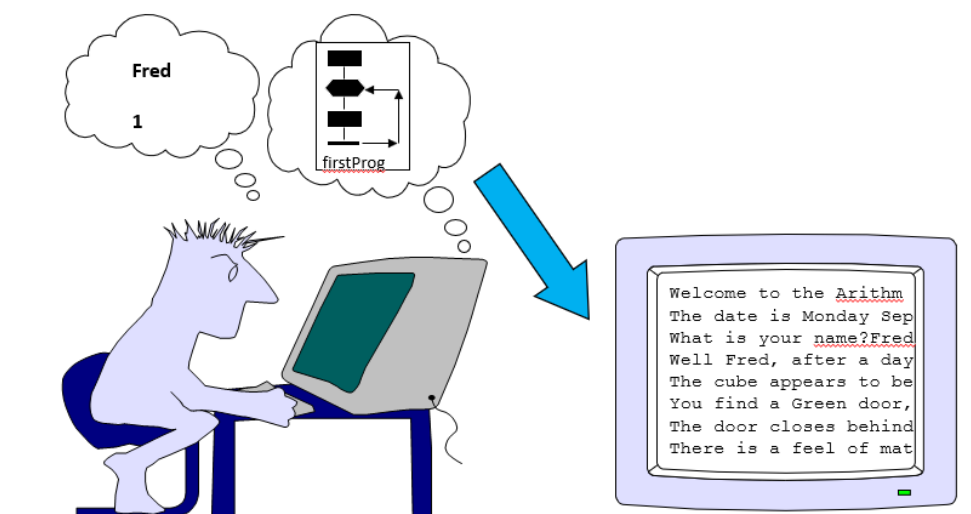 Fred
1
firstProg
Welcome to the Arithm
The date is Monday Sep
What is your name?Fred
Well Fred, after a day
The cube appears to be
You find a Green door,
The door closes behind
There is a feel of mat